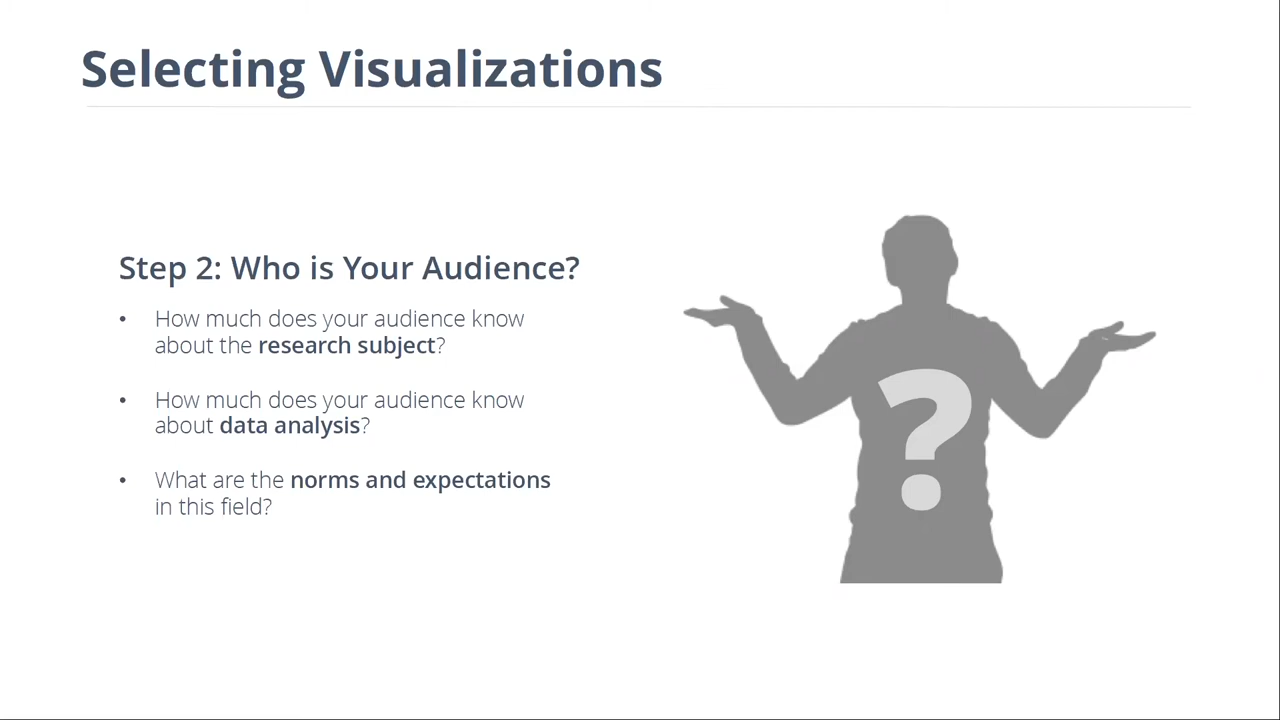 Selecting Visualizations
Step 2: Who is Your Audience?
• How much does your audience know
about the research subject?
• How much does your audience know
about data analysis?
• What are the norms and expectations
in this field?
?